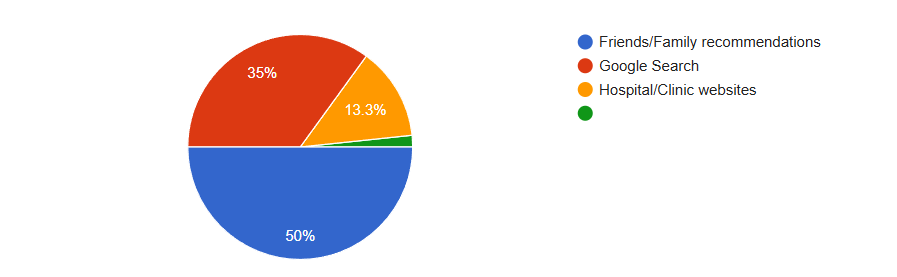 35%
13.3%
50%
Friends/Family recommendations
Google Search
Hospital/Clinic websites